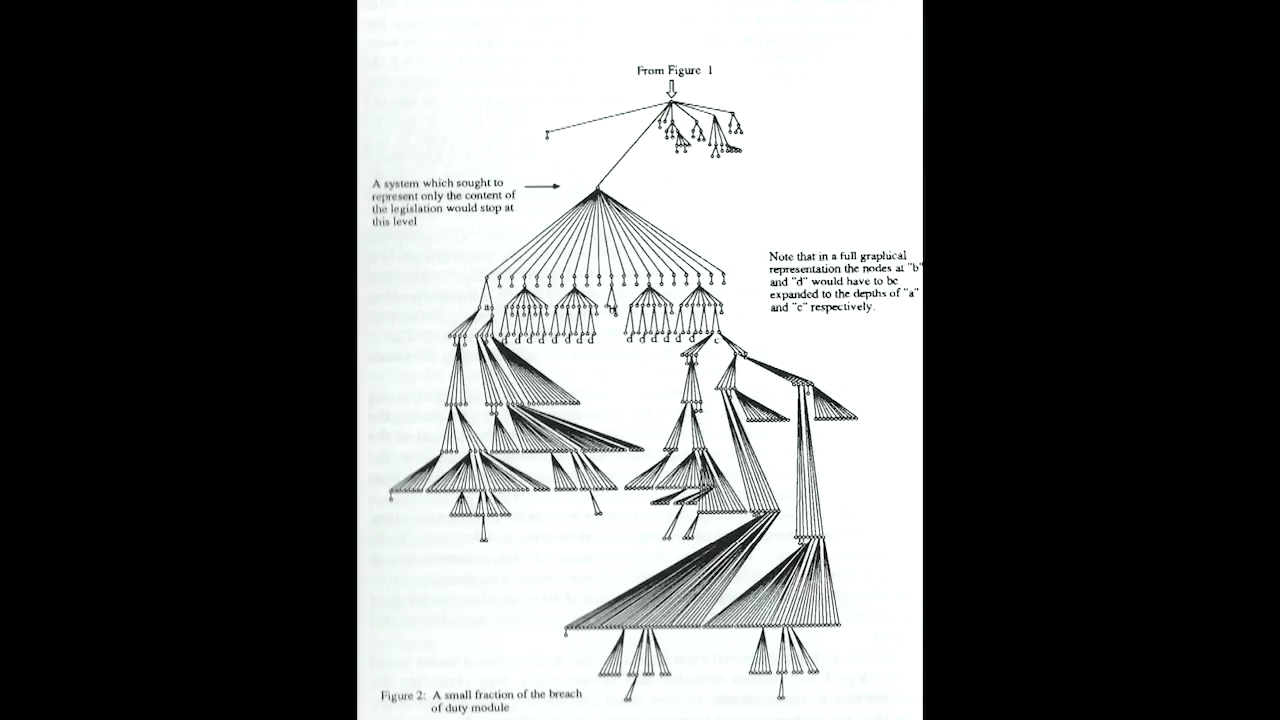 From Figure 1
A system which sought to
represent only the content of
the legislation would stop at
this level
Note that in a full graphical
representation the nodes at "b"
and "d" would have to be
expanded to the depths of "a"
and "c" respectively.
a
b
d d d d d d d d d d d d d d
c
Figure 2: A small fraction of the breach
of duty module